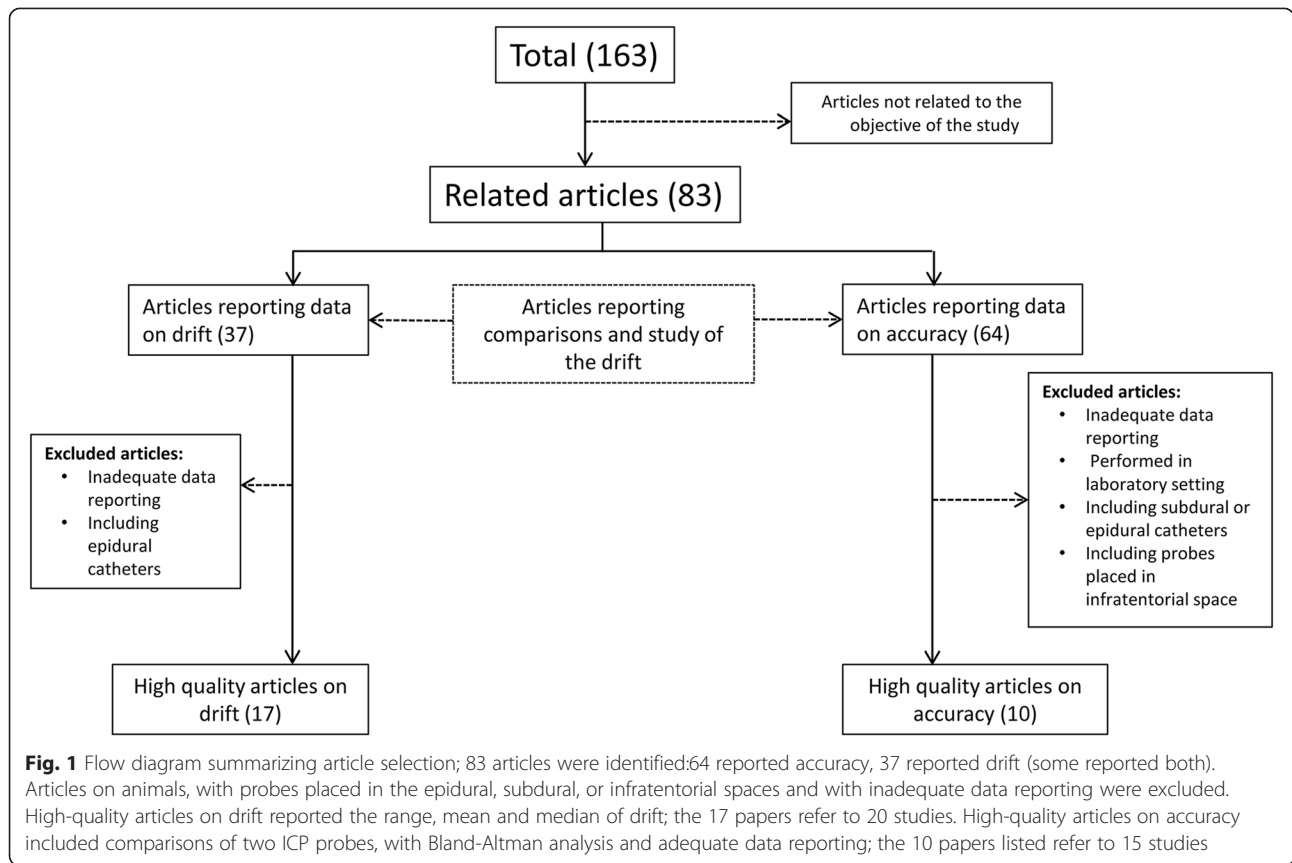 Total (163)
Articles not related to the
objective of the study
Related articles (83)
Articles reporting data
on drift (37)
Articles reporting
comparisons and study of
the drift
Articles reporting data
on accuracy (64)
Excluded articles:
• Inadequate data
reporting
• Including
epidural
catheters
Excluded articles:
• Inadequate data
reporting
• Performed in
laboratory setting
• Including subdural or
epidural catheters
• Including probes
placed in
infratentorial space
High quality articles on
drift (17)
High quality articles on
accuracy (10)
Fig. 1 Flow diagram summarizing article selection; 83 articles were identified:64 reported accuracy, 37 reported drift (some reported both).
Articles on animals, with probes placed in the epidural, subdural, or infratentorial spaces and with inadequate data reporting were excluded.
High-quality articles on drift reported the range, mean and median of drift; the 17 papers refer to 20 studies. High-quality articles on accuracy
included comparisons of two ICP probes, with Bland-Altman analysis and adequate data reporting; the 10 papers listed refer to 15 studies